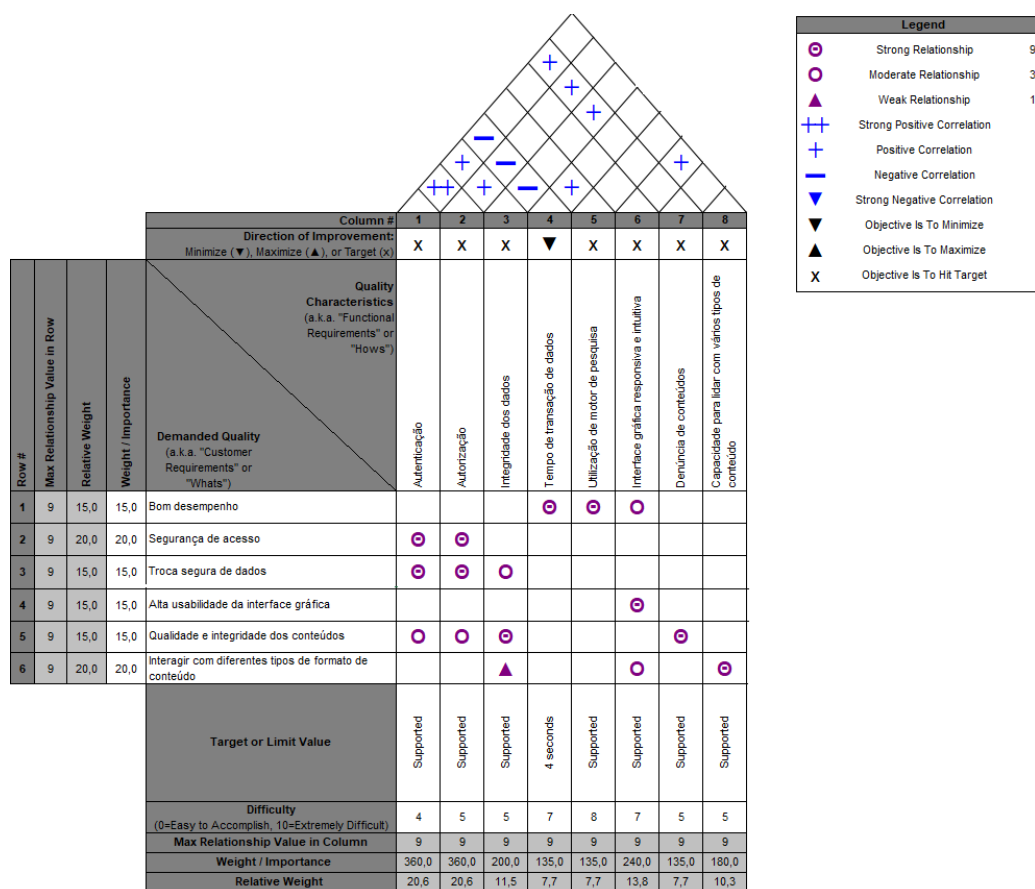 Legend
Strong Relationship 9
Moderate Relationship 3
Weak Relationship 1
Strong Positive Correlation
Positive Correlation
Negative Correlation
Strong Negative Correlation
Objective Is To Minimize
Objective Is To Maximize
X Objective Is To Hit Target
Column # 1 2 3 4 5 6 7 8
Direction of Improvement:
Minimize (▼), Maximize (▲), or Target (x) X X X ▼ X X X X
Row #
Max Relationship Value in Row
Relative Weight
Weight / Importance
Quality
Characteristics
(a.k.a. "Functional
Requirements" or
"Hows")
Demanded Quality
(a.k.a. "Customer
Requirements" or
"Whats")
Autenticação
Autorização
Integridade dos dados
Tempo de transação de dados
Utilização de motor de pesquisa
Interface gráfica responsiva e intuitiva
Denúncia de conteúdos
Capacidade para lidar com vários tipos de
conteúdo
1 9 15,0 15,0 Bom desempenho
2 9 20,0 20,0 Segurança de acesso
3 9 15,0 15,0 Troca segura de dados
4 9 15,0 15,0 Alta usabilidade da interface gráfica
5 9 15,0 15,0 Qualidade e integridade dos conteúdos
6 9 20,0 20,0 Interagir com diferentes tipos de formato de
conteúdo
Target or Limit Value
Supported
Supported
Supported
4 seconds
Supported
Supported
Supported
Supported
Difficulty
(0=Easy to Accomplish, 10=Extremely Difficult) 4 5 5 7 8 7 5 5
Max Relationship Value in Column 9 9 9 9 9 9 9 9
Weight / Importance 360,0 360,0 200,0 135,0 135,0 240,0 135,0 180,0
Relative Weight 20,6 20,6 11,5 7,7 7,7 13,8 7,7 10,3